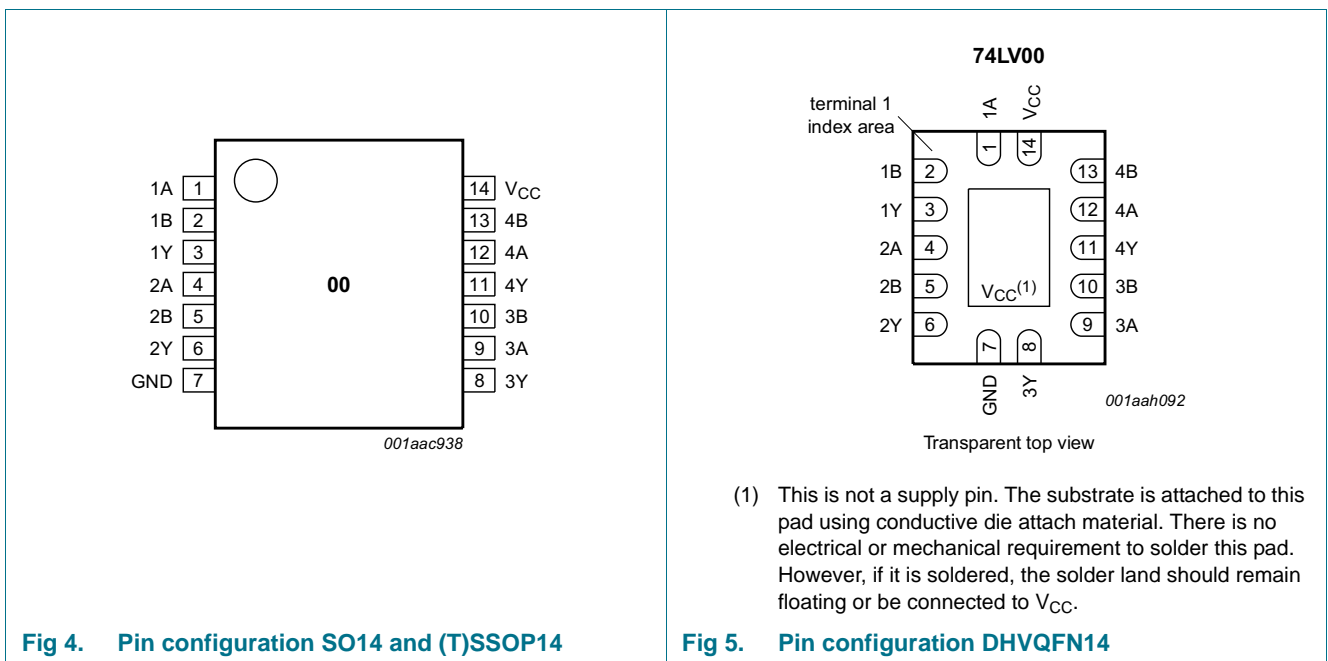 1A 1
1B 2
1Y 3
2A 4
2B 5
2Y 6
GND 7
00
14 VCC
13 4B
12 4A
11 4Y
10 3B
9 3A
8 3Y
001aac938
Fig 4. Pin configuration SO14 and (T)SSOP14
74LV00
terminal 1
index area
1A
VCC
1
14
1B 2
1Y 3
2A 4
2B 5
2Y 6
13 4B
12 4A
11 4Y
10 3B
9 3A
VCC(1)
7
8
GND
3Y
001aah092
Transparent top view
(1) This is not a supply pin. The substrate is attached to this
pad using conductive die attach material. There is no
electrical or mechanical requirement to solder this pad.
However, if it is soldered, the solder land should remain
floating or be connected to VCC.
Fig 5. Pin configuration DHVQFN14